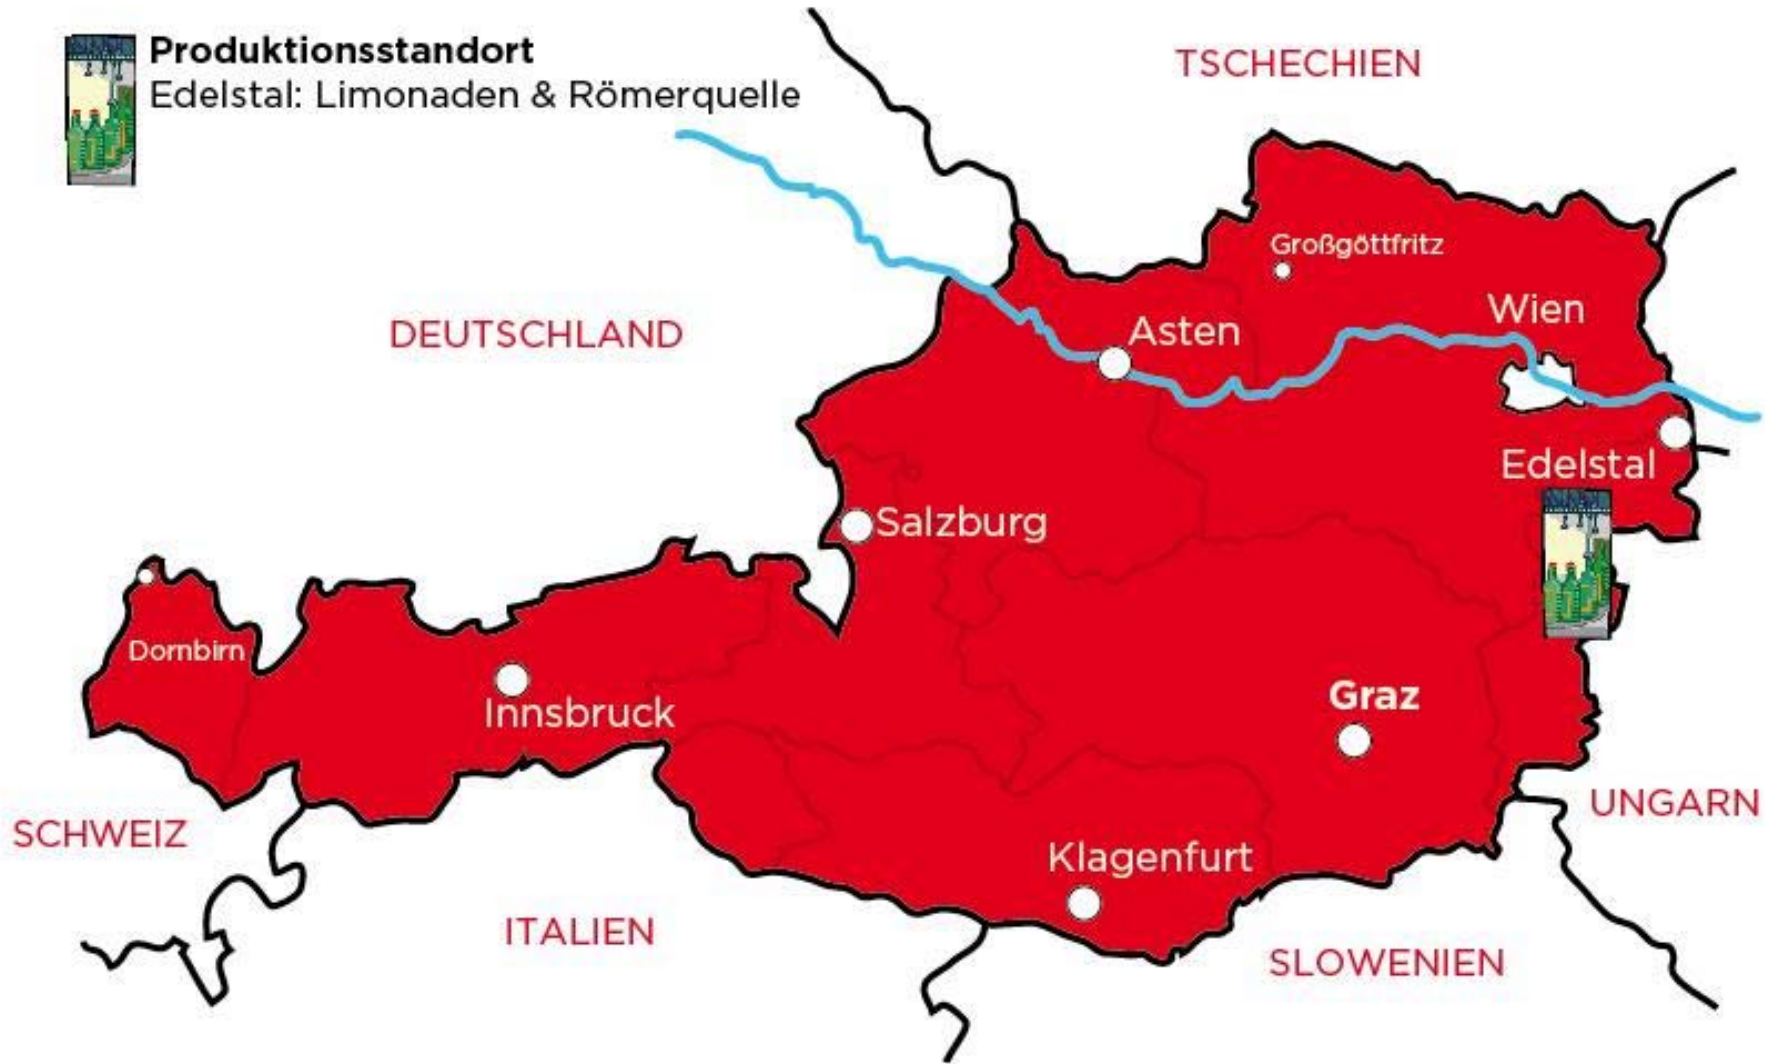 Produktionsstandort
Edelstal: Limonaden & Römerquelle
TSCHECHIEN
Großgöttfritz
Wien
DEUTSCHLAND
Asten
Edelstal
Salzburg
Dornbirn
Innsbruck
Graz
UNGARN
SCHWEIZ
Klagenfurt
ITALIEN
SLOWENIEN